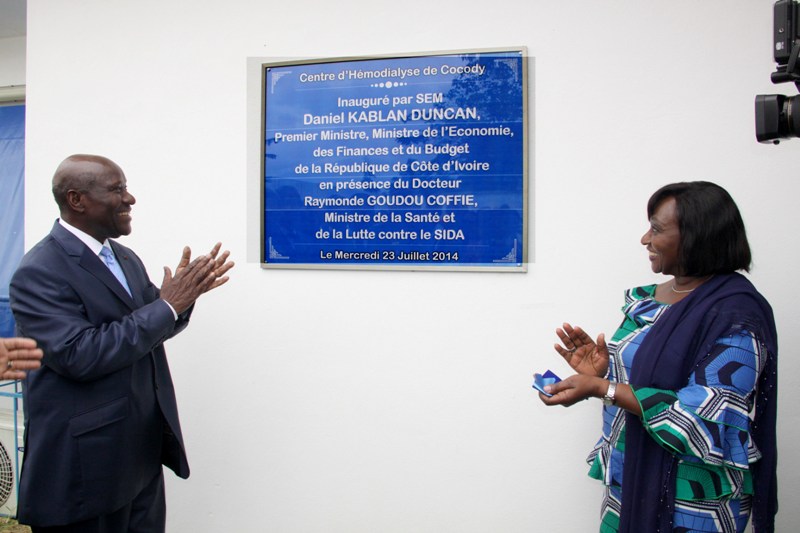 Centre d'Hémodialyse de Cocody
Inauguré par SEM
Daniel KABLAN DUNCAN,
Premier Ministre, Ministre de l'Economie,
des Finances et du Budget
de la République de Côte d'Ivoire
en présence du Docteur
Raymonde GOUDOU COFFIE,
Ministre de la Santé et
de la Lutte contre le SIDA
Le Mercredi 23 Juillet 2014